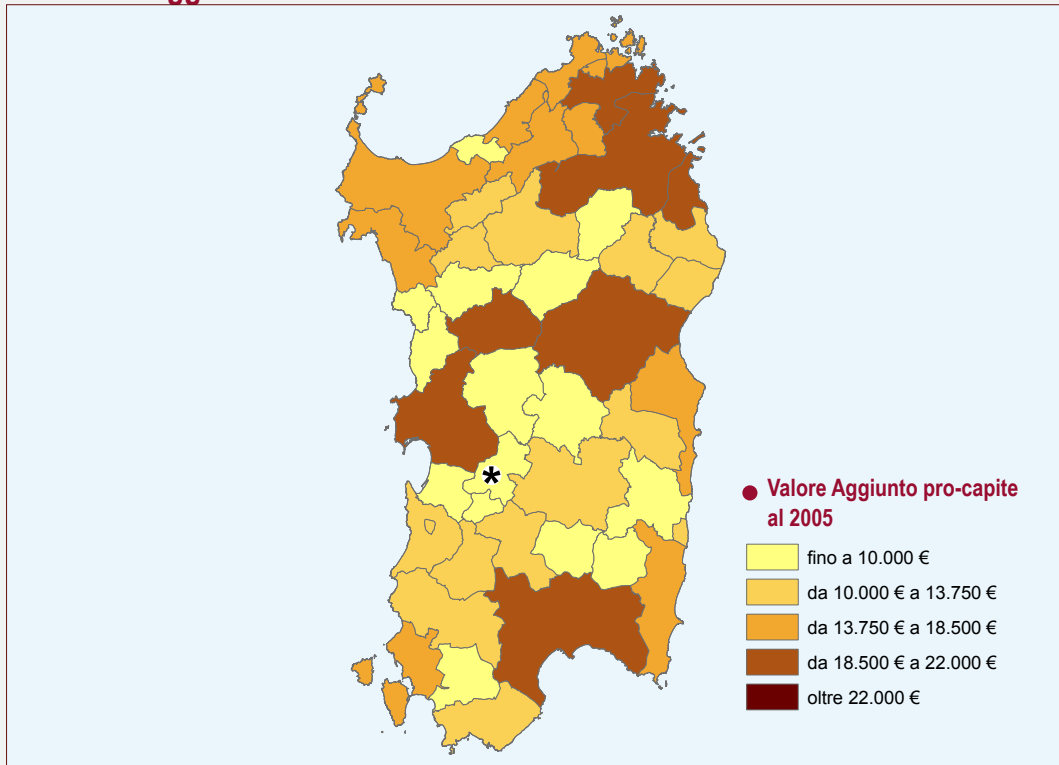 *
● Valore Aggiunto pro-capite
al 2005
fino a 10.000 €
da 10.000 € a 13.750 €
da 13.750 € a 18.500 €
da 18.500 € a 22.000 €
oltre 22.000 €